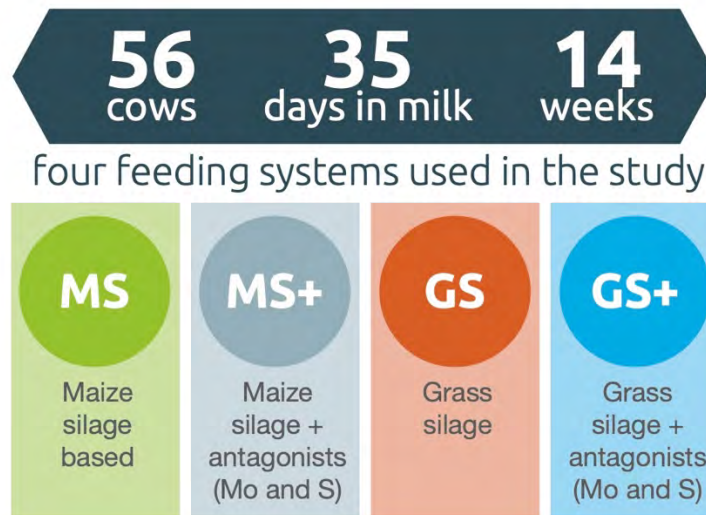 56 35 14
cows days in milk weeks
four feeding systems used in the study
MS MS+ GS GS+
Maize
silage
based
Maize
silage +
antagonists
(Mo and S)
Grass
silage
Grass
silage +
antagonists
(Mo and S)